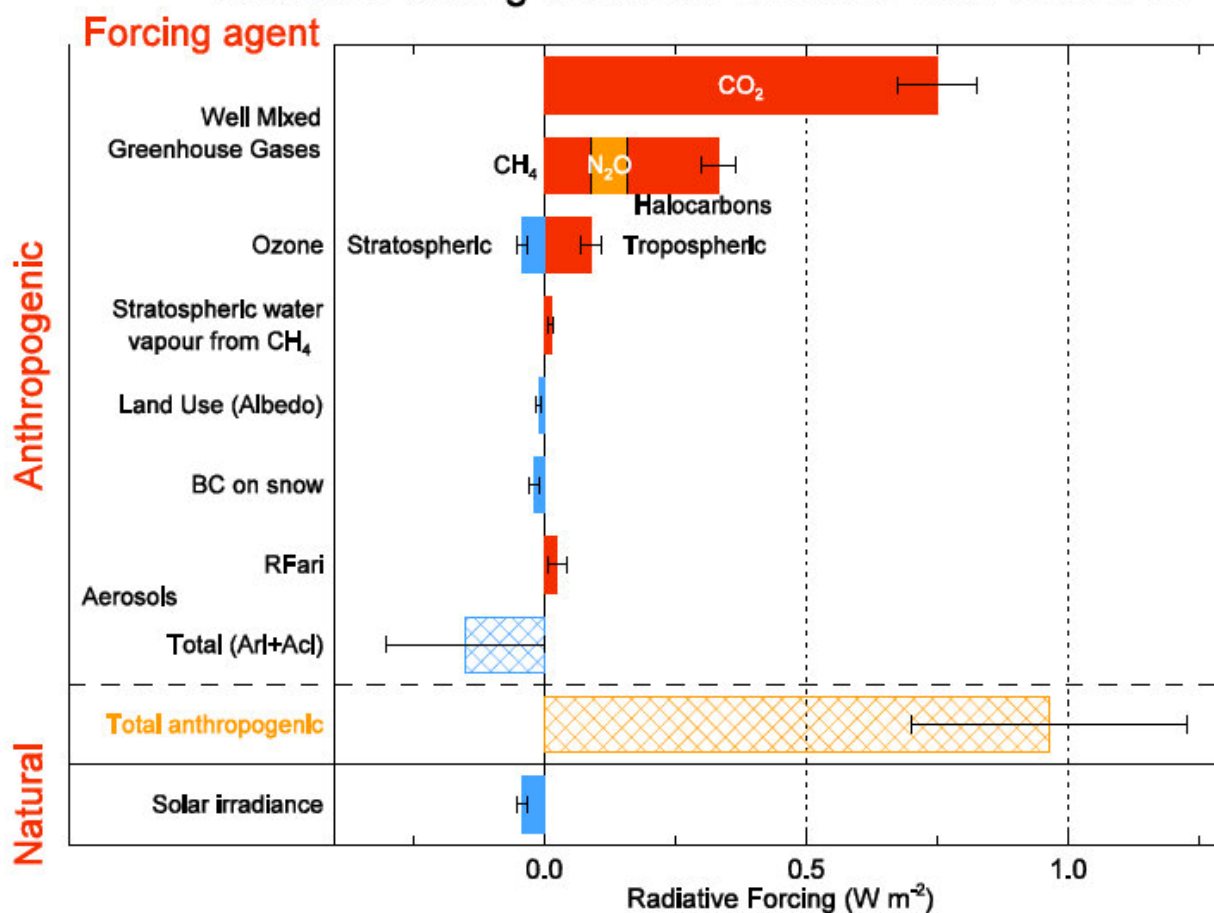 Forcing agent
CO₂
Well Mixed
Greenhouse Gases
CH₄
N₂O
Halocarbons
Ozone
Stratospheric
Tropospheric
Anthropogenic
Stratospheric water
vapour from CH₄
Land Use (Albedo)
BC on snow
RFari
Aerosols
Total (ArI+AcI)
Total anthropogenic
Natural
Solar irradiance
0.0
0.5
1.0
Radiative Forcing (W m⁻²)